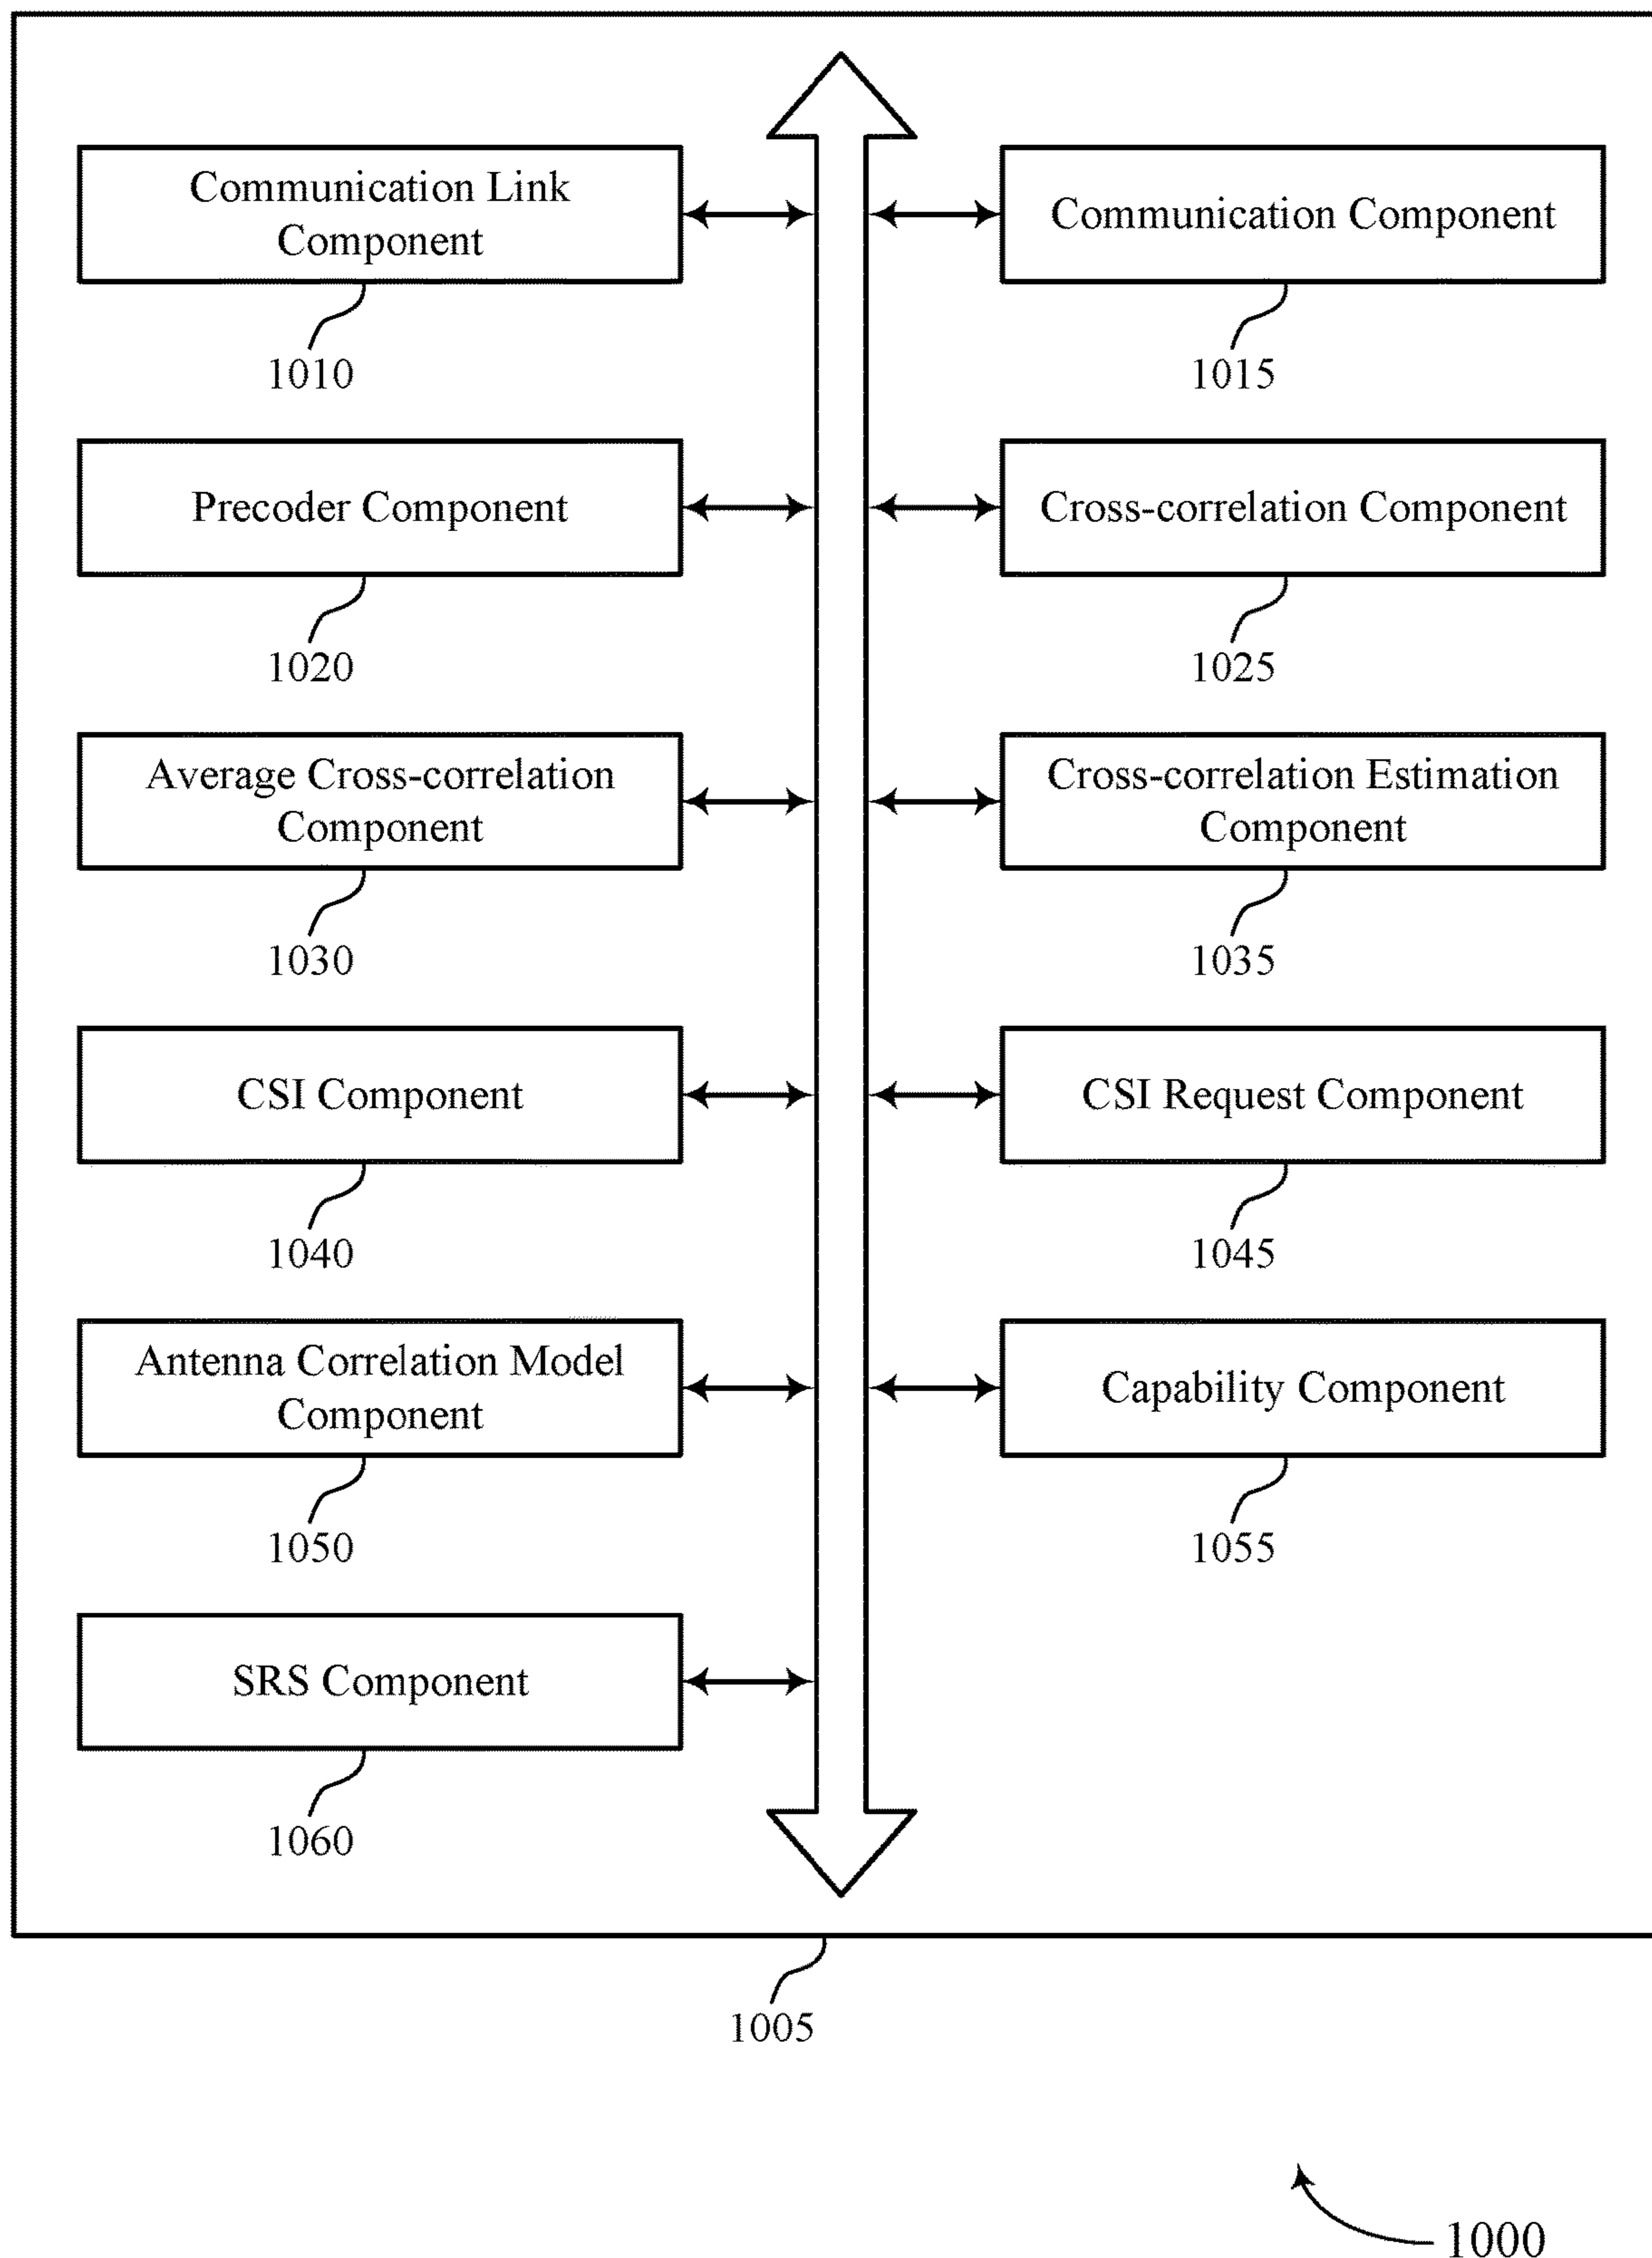 Communication Link
Component
1010
Communication Component
1015
Precoder Component
1020
Cross-correlation Component
1025
Average Cross-correlation
Component
1030
Cross-correlation Estimation
Component
1035
CSI Component
1040
CSI Request Component
1045
Antenna Correlation Model
Component
1050
Capability Component
1055
SRS Component
1060
1005
1000